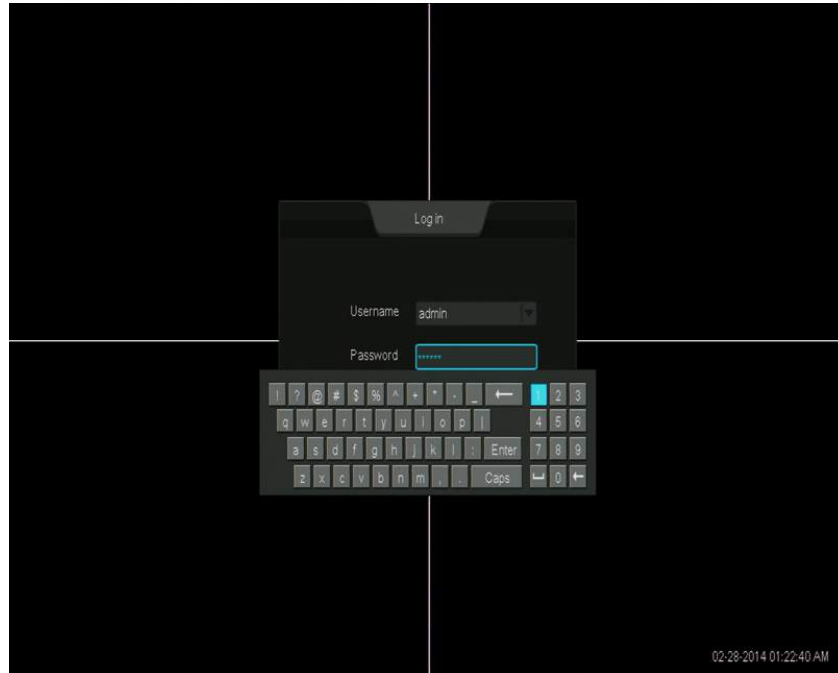 Log in
Username admin
Password ******
! ? @ # $ % ^ + * - _ ← 1 2 3
q w e r t y u i o p | 4 5 6
a s d f g h j k l : Enter 7 8 9
z x c v b n m , . Caps ⎵ 0 ←
02-28-2014 01:22:40 AM